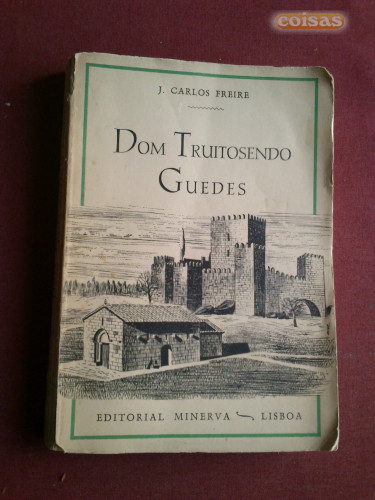 coisas
J. CARLOS FREIRE
DOM TRUITOSENDO
GUEDES
EDITORIAL MINERVA ~ LISBOA